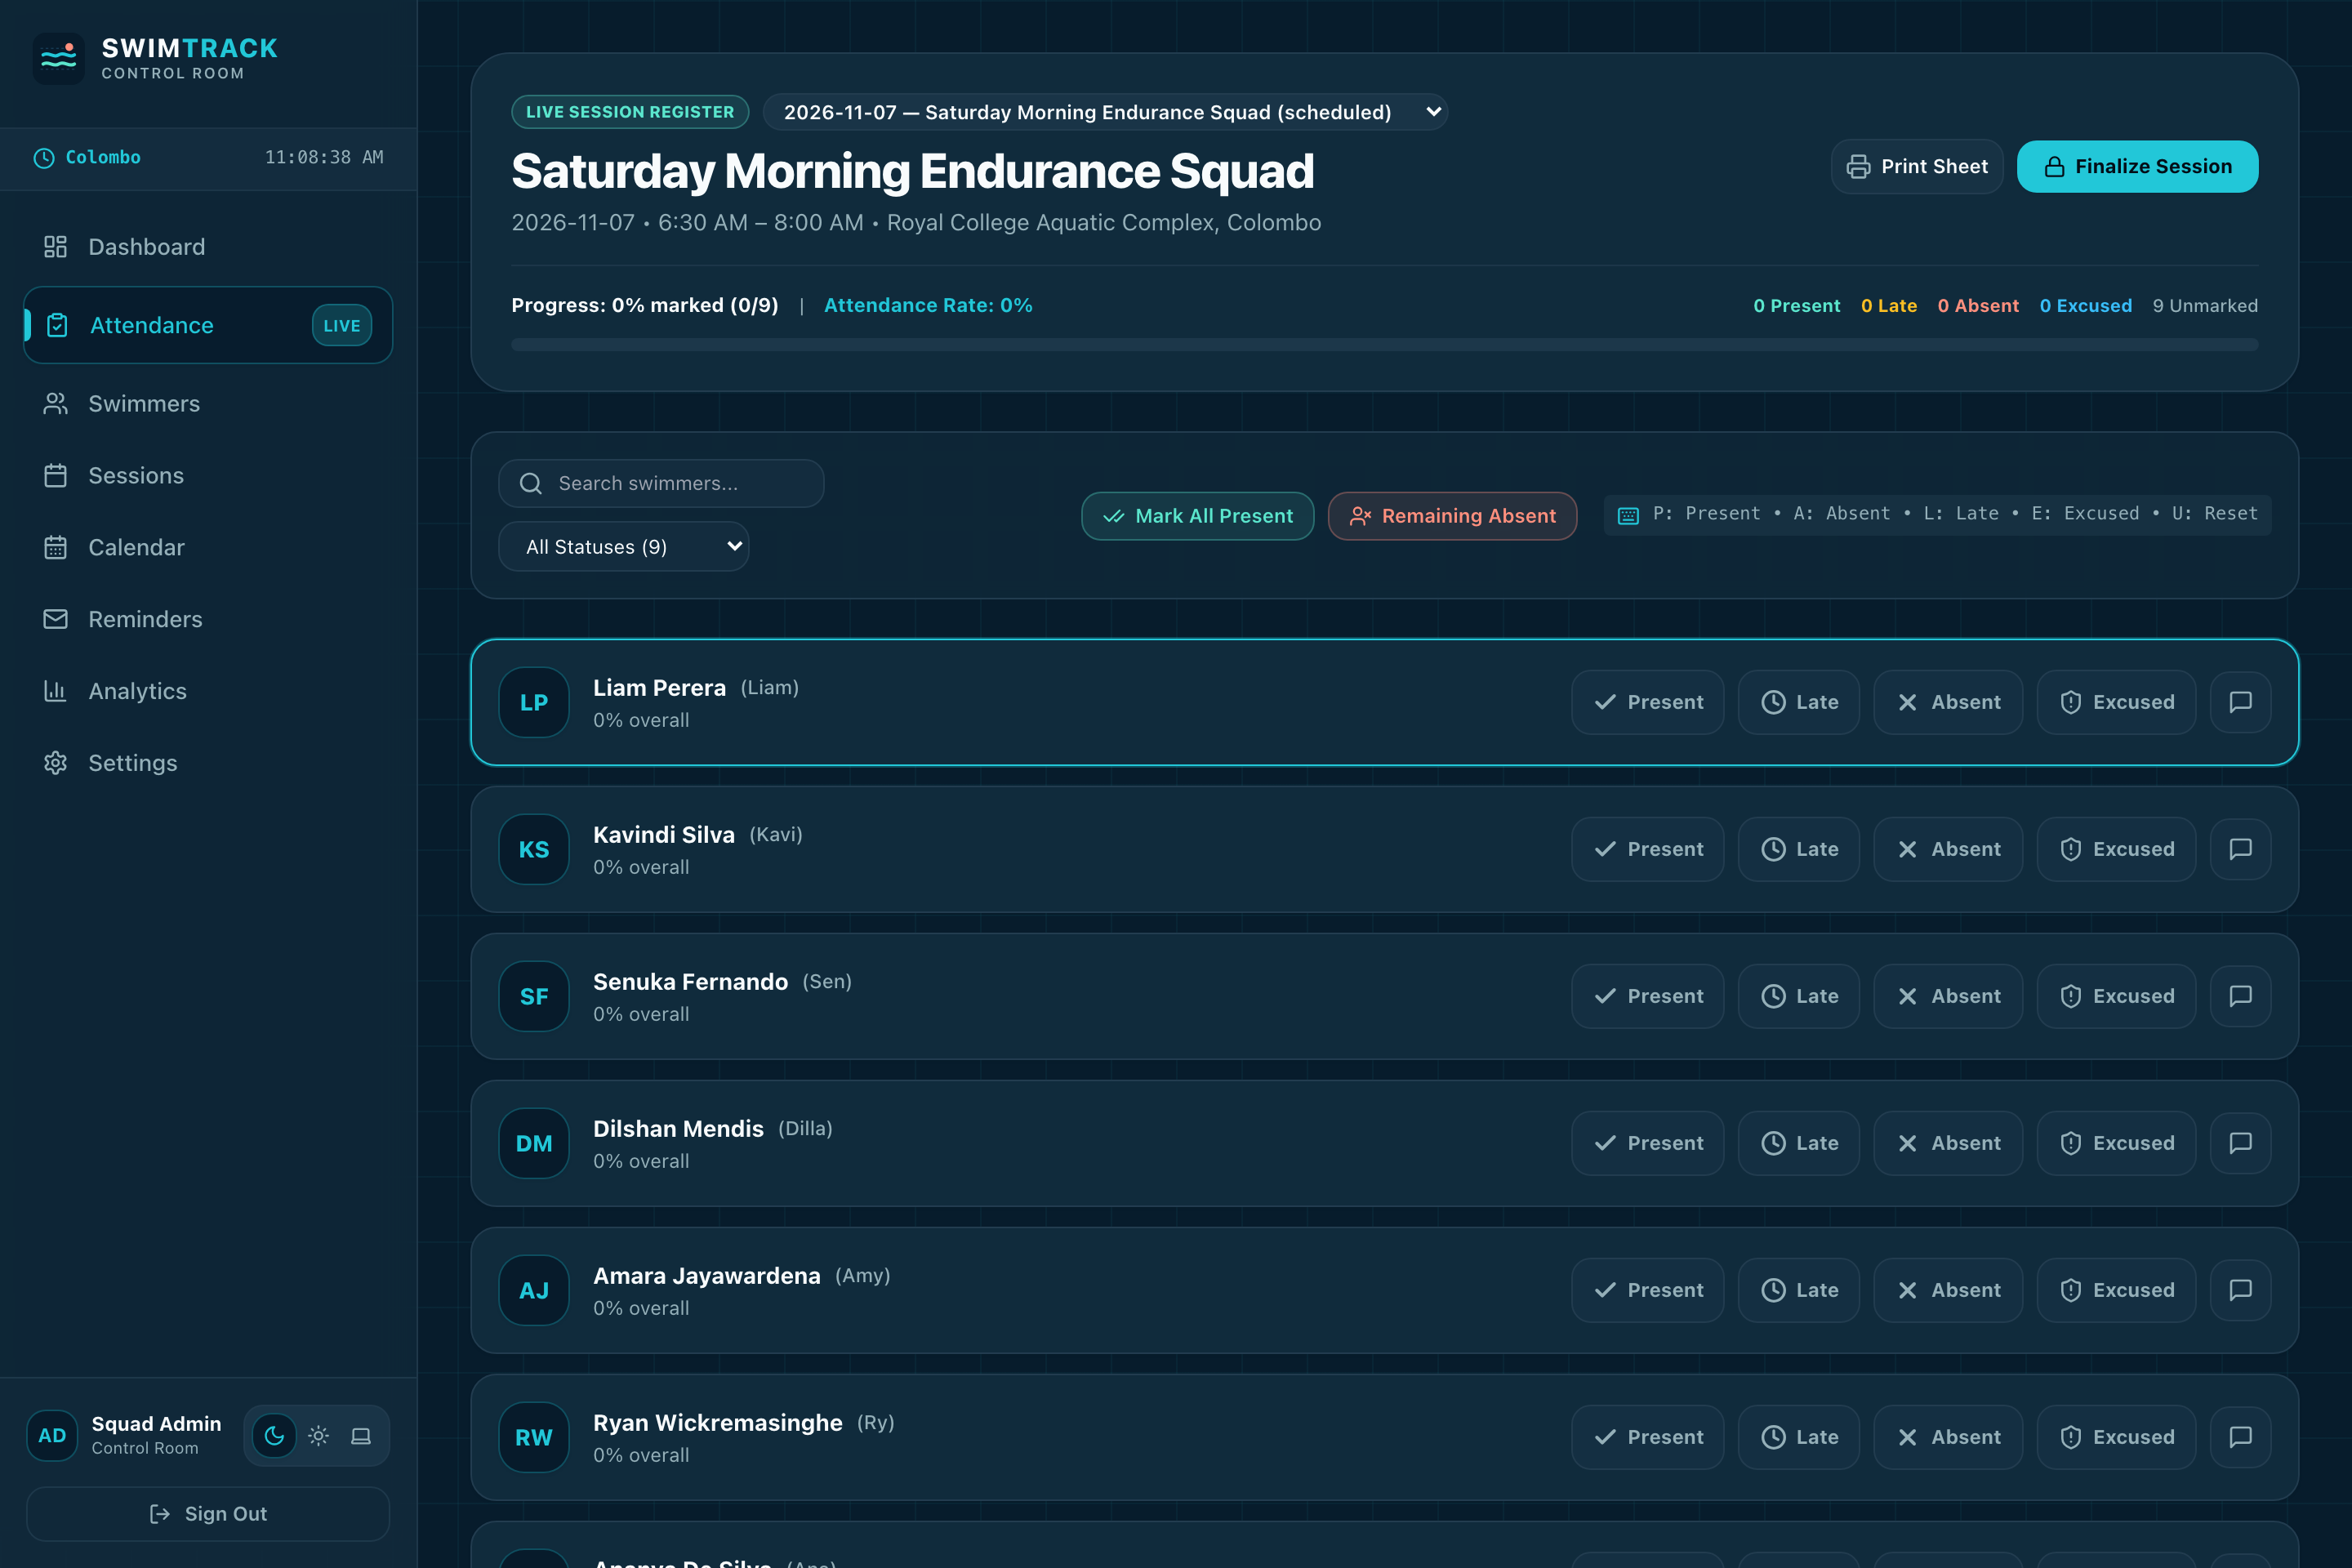 SWIMTRACK
CONTROL ROOM
Colombo 11:08:38 AM
Dashboard
Attendance LIVE
Swimmers
Sessions
Calendar
Reminders
Analytics
Settings
AD Squad Admin
Control Room
Sign Out
LIVE SESSION REGISTER 2026-11-07 — Saturday Morning Endurance Squad (scheduled)
Saturday Morning Endurance Squad
2026-11-07 • 6:30 AM – 8:00 AM • Royal College Aquatic Complex, Colombo
Print Sheet Finalize Session
Progress: 0% marked (0/9) | Attendance Rate: 0% 0 Present 0 Late 0 Absent 0 Excused 9 Unmarked
Search swimmers...
All Statuses (9)
Mark All Present Remaining Absent P: Present • A: Absent • L: Late • E: Excused • U: Reset
LP Liam Perera (Liam)
0% overall
Present Late Absent Excused
KS Kavindi Silva (Kavi)
0% overall
Present Late Absent Excused
SF Senuka Fernando (Sen)
0% overall
Present Late Absent Excused
DM Dilshan Mendis (Dilla)
0% overall
Present Late Absent Excused
AJ Amara Jayawardena (Amy)
0% overall
Present Late Absent Excused
RW Ryan Wickremasinghe (Ry)
0% overall
Present Late Absent Excused
Ananya De Silva (Ana)